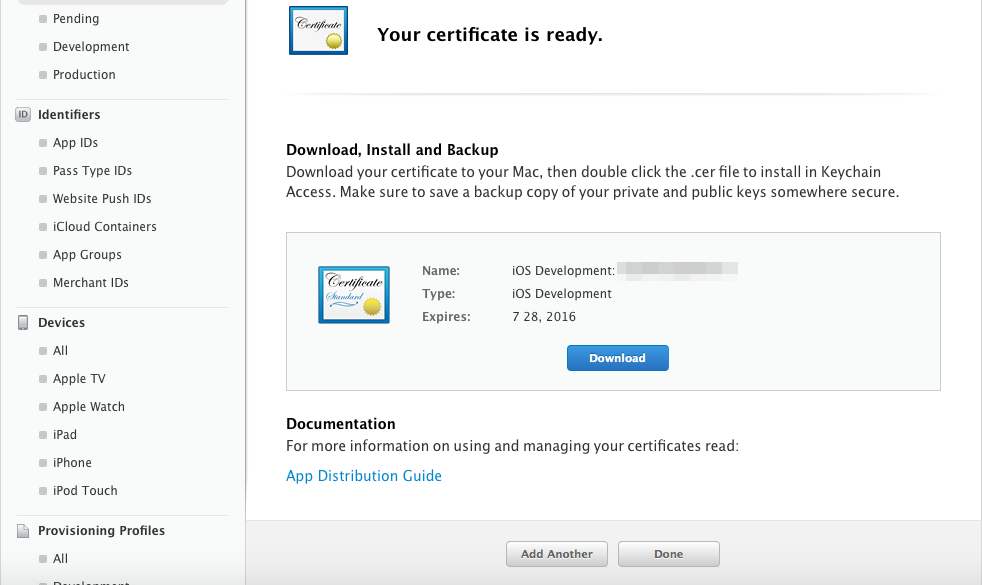 Pending
Development
Production
ID Identifiers
App IDs
Pass Type IDs
Website Push IDs
iCloud Containers
App Groups
Merchant IDs
Devices
All
Apple TV
Apple Watch
iPad
iPhone
iPod Touch
Provisioning Profiles
All
Development
Certificate
Your certificate is ready.
Download, Install and Backup
Download your certificate to your Mac, then double click the .cer file to install in Keychain
Access. Make sure to save a backup copy of your private and public keys somewhere secure.
Certificate
Standard
Name: iOS Development:
Type: iOS Development
Expires: 7 28, 2016
Download
Documentation
For more information on using and managing your certificates read:
App Distribution Guide
Add Another Done